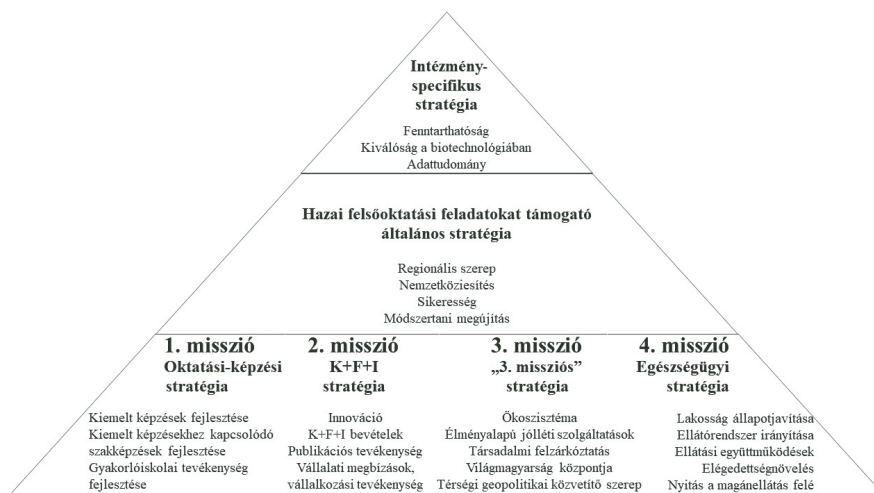 Intézmény-
specifikus
stratégia
Fenntarthatóság
Kiválóság a biotechnológiában
Adattudomány
Hazai felsőoktatási feladatokat támogató
általános stratégia
Regionális szerep
Nemzetköziesítés
Sikeresség
Módszertani megújítás
1. misszió
Oktatási-képzési
stratégia
Kiemelt képzések fejlesztése
Kiemelt képzésekhez kapcsolódó
szakképzések fejlesztése
Gyakorlóiskolai tevékenység
fejlesztése
2. misszió
K+F+I
stratégia
Innováció
K+F+I bevételek
Publikációs tevékenység
Vállalati megbízások,
vállalkozási tevékenység
3. misszió
„3. missziós”
stratégia
Ökoszisztéma
Élményalapú jólléti szolgáltatások
Társadalmi felzárkóztatás
Világmagyarság központja
Térségi geopolitikai közvetítő szerep
4. misszió
Egészségügyi
stratégia
Lakosság állapotjavítása
Ellátórendszer irányítása
Ellátási együttműködések
Elégedettségnövelés
Nyitás a magánellátás felé